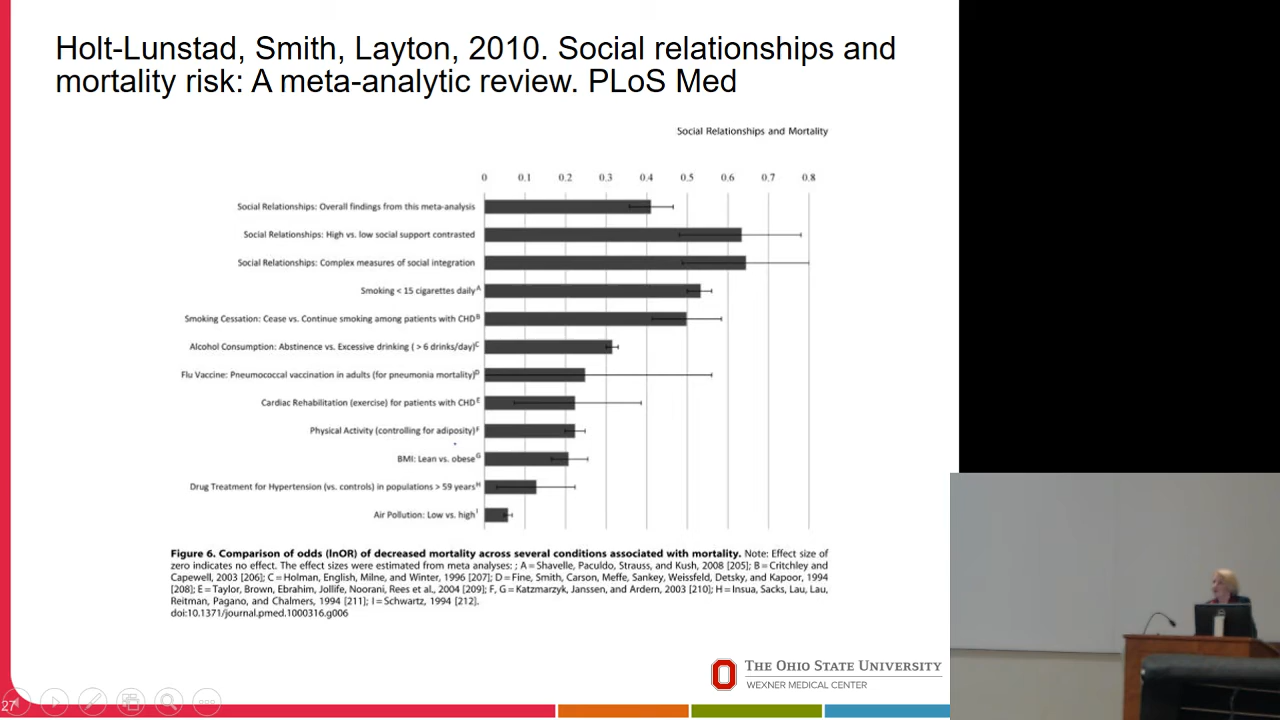 Holt-Lunstad, Smith, Layton, 2010. Social relationships and
mortality risk: A meta-analytic review. PLoS Med
Social Relationships and Mortality
0 0.1 0.2 0.3 0.4 0.5 0.6 0.7 0.8
Social Relationships: Overall findings from this meta-analysis
Social Relationships: High vs. low social support contrasted
Social Relationships: Complex measures of social integration
Smoking < 15 cigarettes daily A
Smoking Cessation: Cease vs. Continue smoking among patients with CHD B
Alcohol Consumption: Abstinence vs. Excessive drinking ( > 6 drinks/day) C
Flu Vaccine: Pneumococcal vaccination in adults (for pneumonia mortality) D
Cardiac Rehabilitation (exercise) for patients with CHD E
Physical Activity (controlling for adiposity) F
BMI: Lean vs. obese G
Drug Treatment for Hypertension (vs. controls) in populations > 59 years H
Air Pollution: Low vs. high I
Figure 6. Comparison of odds (lnOR) of decreased mortality across several conditions associated with mortality. Note: Effect size of
zero indicates no effect. The effect sizes were estimated from meta analyses: ; A = Shavelle, Paculdo, Strauss, and Kush, 2008 [205]; B = Critchley and
Capewell, 2003 [206]; C = Holman, English, Milne, and Winter, 1996 [207]; D = Fine, Smith, Carson, Meffe, Sankey, Weissfeld, Detsky, and Kapoor, 1994
[208]; E = Taylor, Brown, Ebrahim, Jollife, Noorani, Rees et al., 2004 [209]; F, G = Katzmarzyk, Janssen, and Ardern, 2003 [210]; H = Insua, Sacks, Lau, Lau,
Reitman, Pagano, and Chalmers, 1994 [211]; I = Schwartz, 1994 [212].
doi:10.1371/journal.pmed.1000316.g006
THE OHIO STATE UNIVERSITY
WEXNER MEDICAL CENTER
27